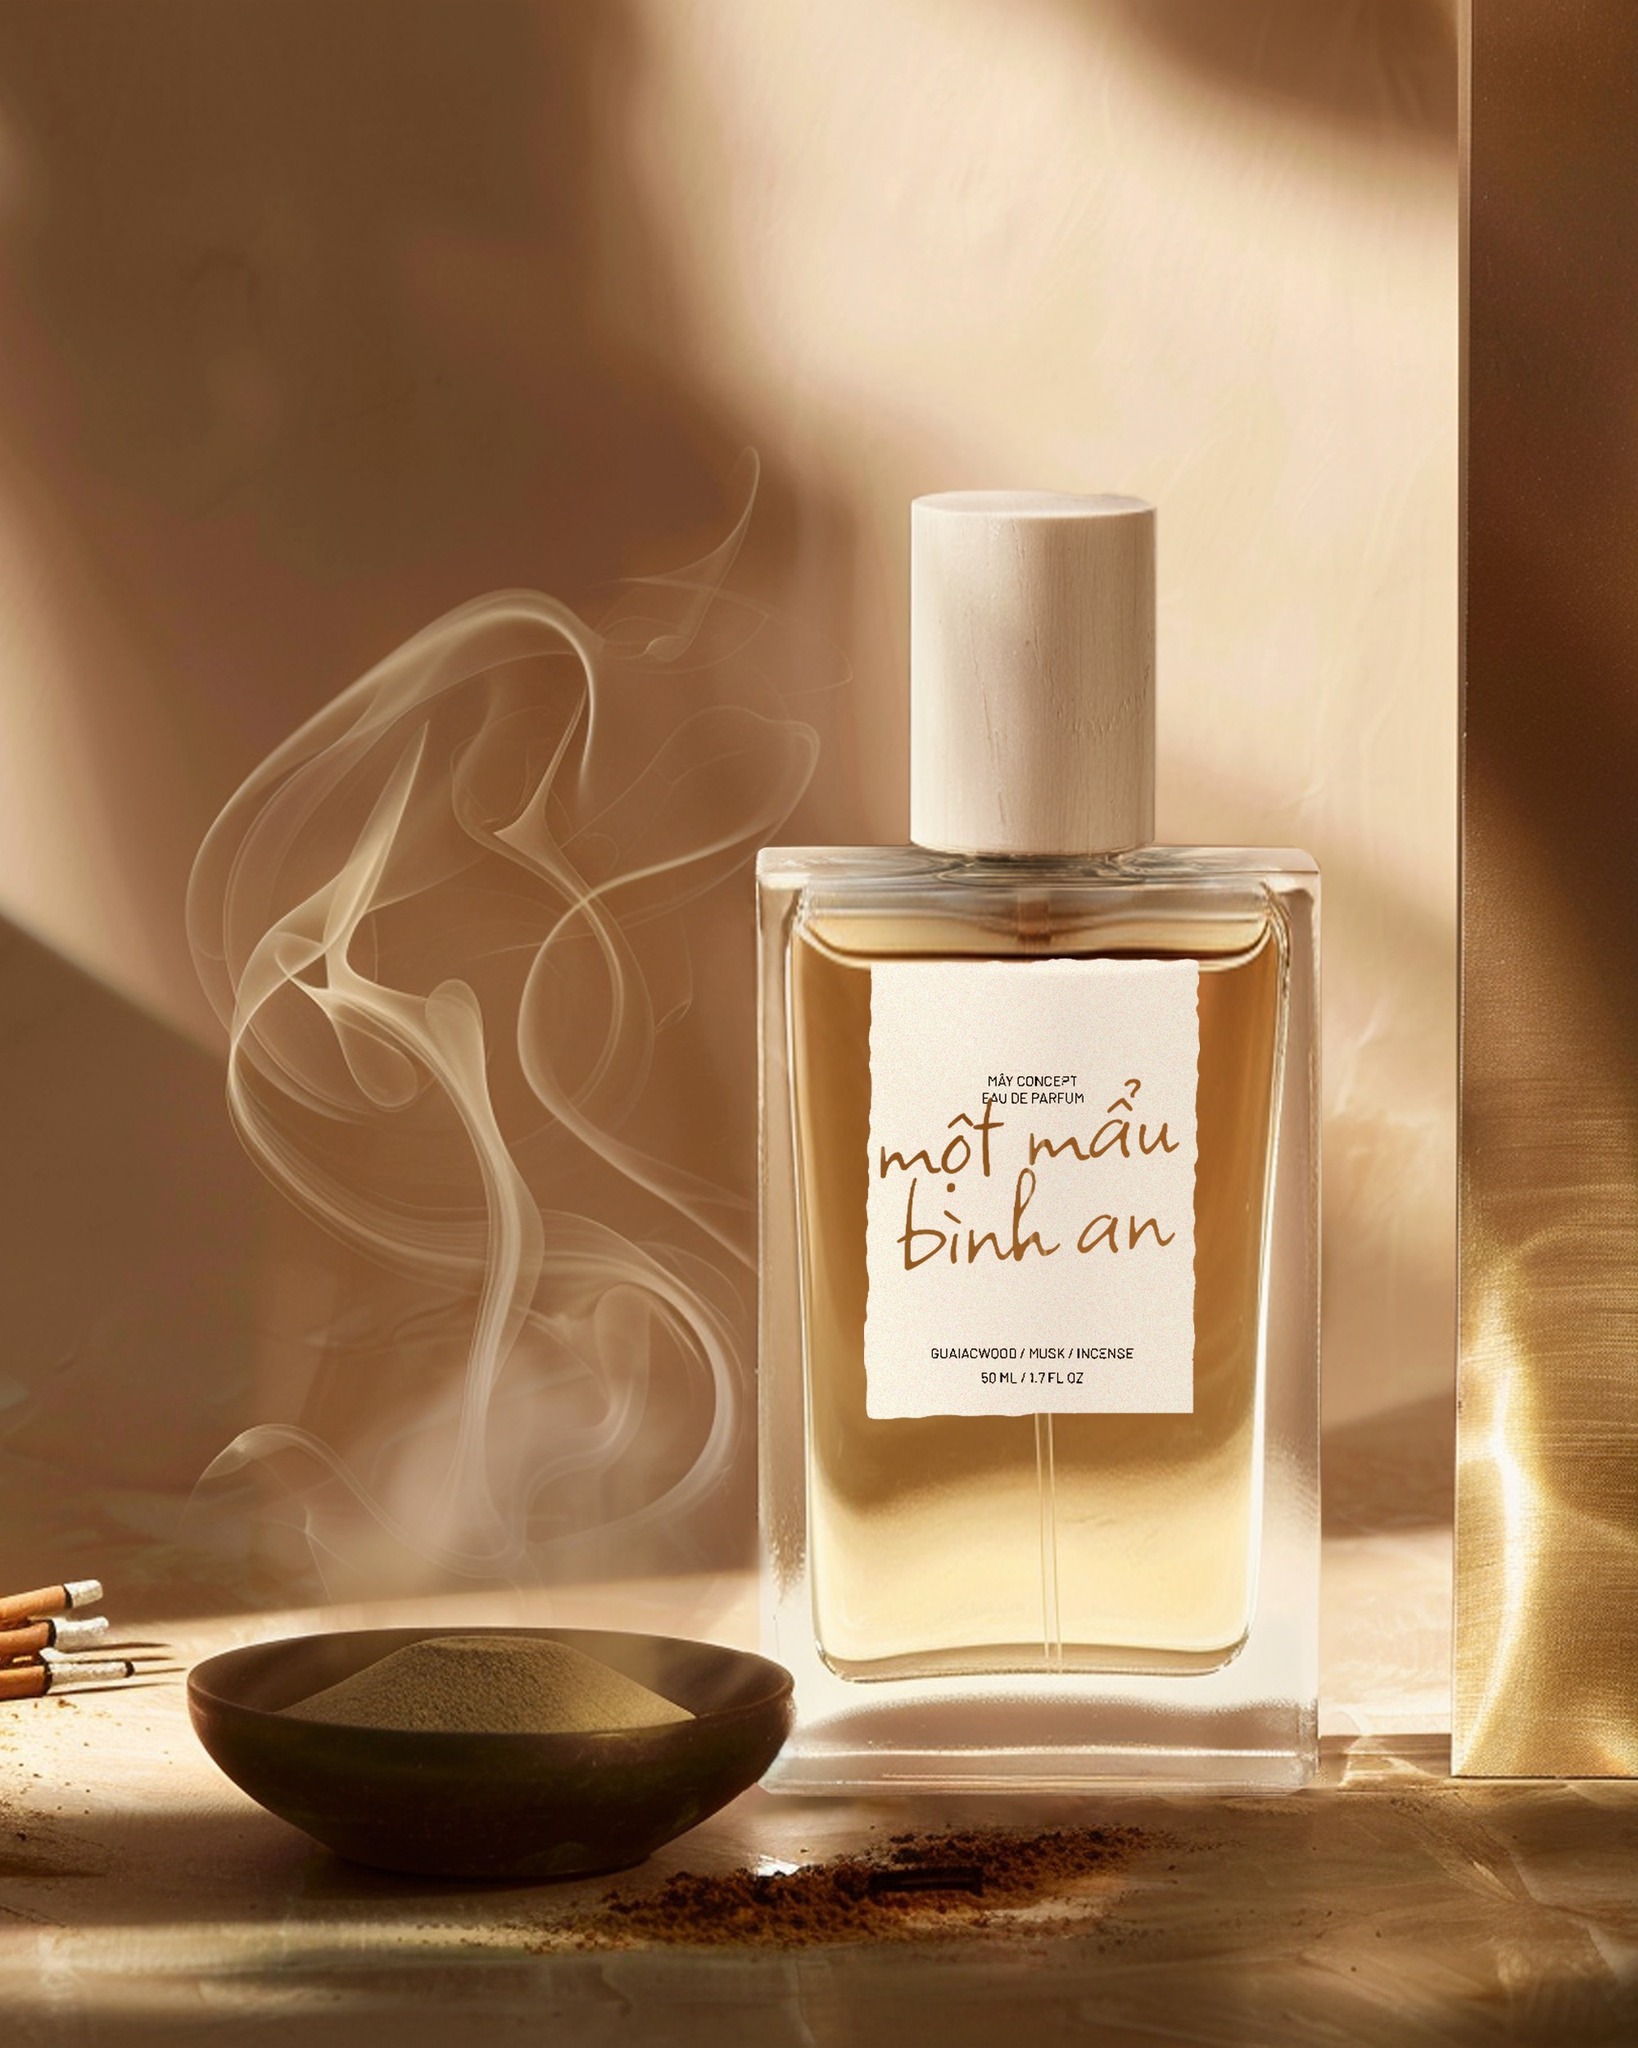 MÂY CONCEPT
EAU DE PARFUM
một mẩu
bình an
GUAIACWOOD / MUSK / INCENSE
50 ML / 1.7 FL OZ